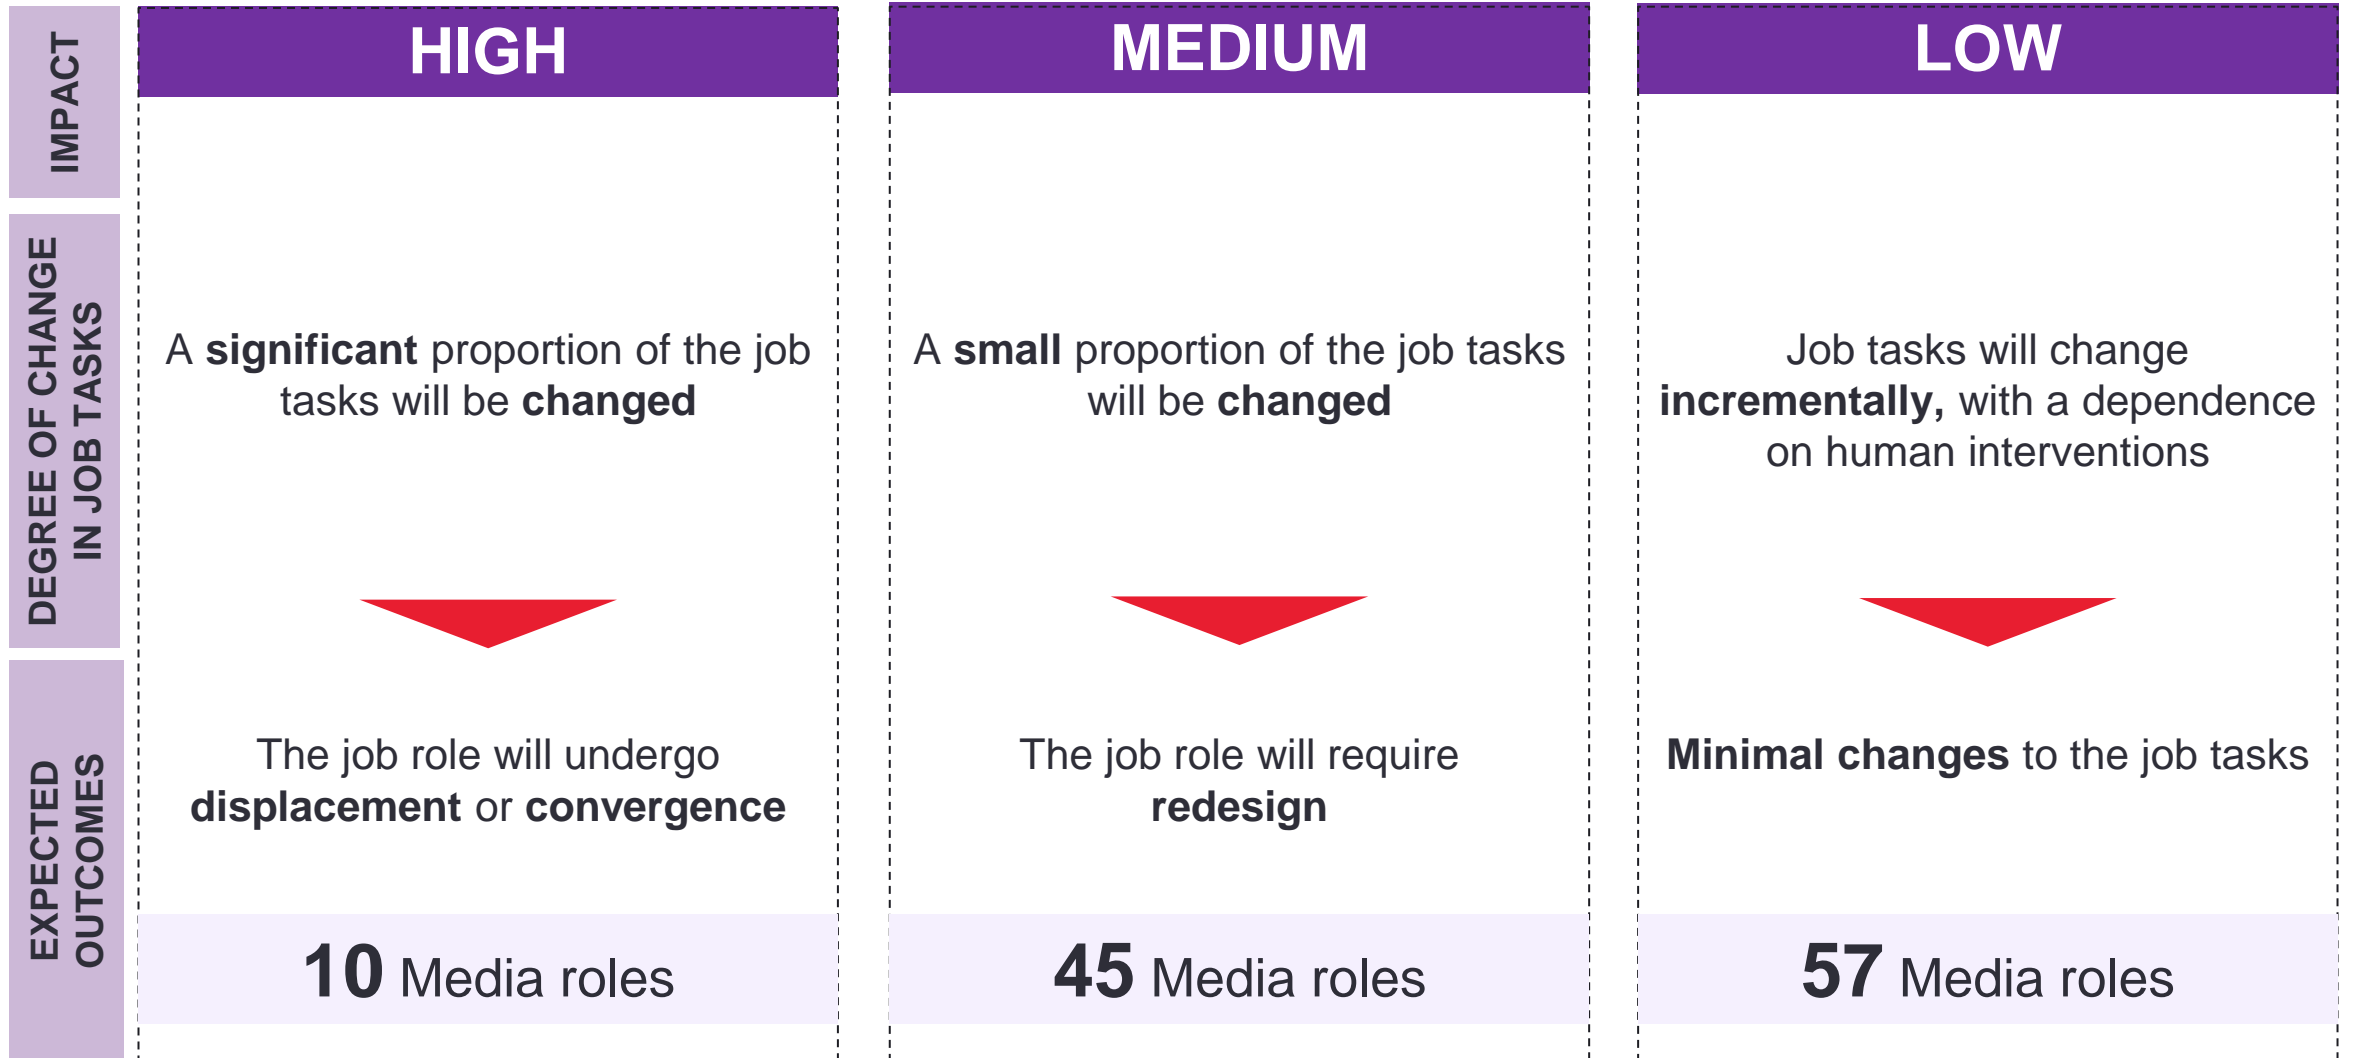 IMPACT
HIGH
MEDIUM
LOW
DEGREE OF CHANGE
IN JOB TASKS
A significant proportion of the job
tasks will be changed
A small proportion of the job tasks
will be changed
Job tasks will change
incrementally, with a dependence
on human interventions
EXPECTED
OUTCOMES
The job role will undergo
displacement or convergence
The job role will require
redesign
Minimal changes to the job tasks
10 Media roles
45 Media roles
57 Media roles